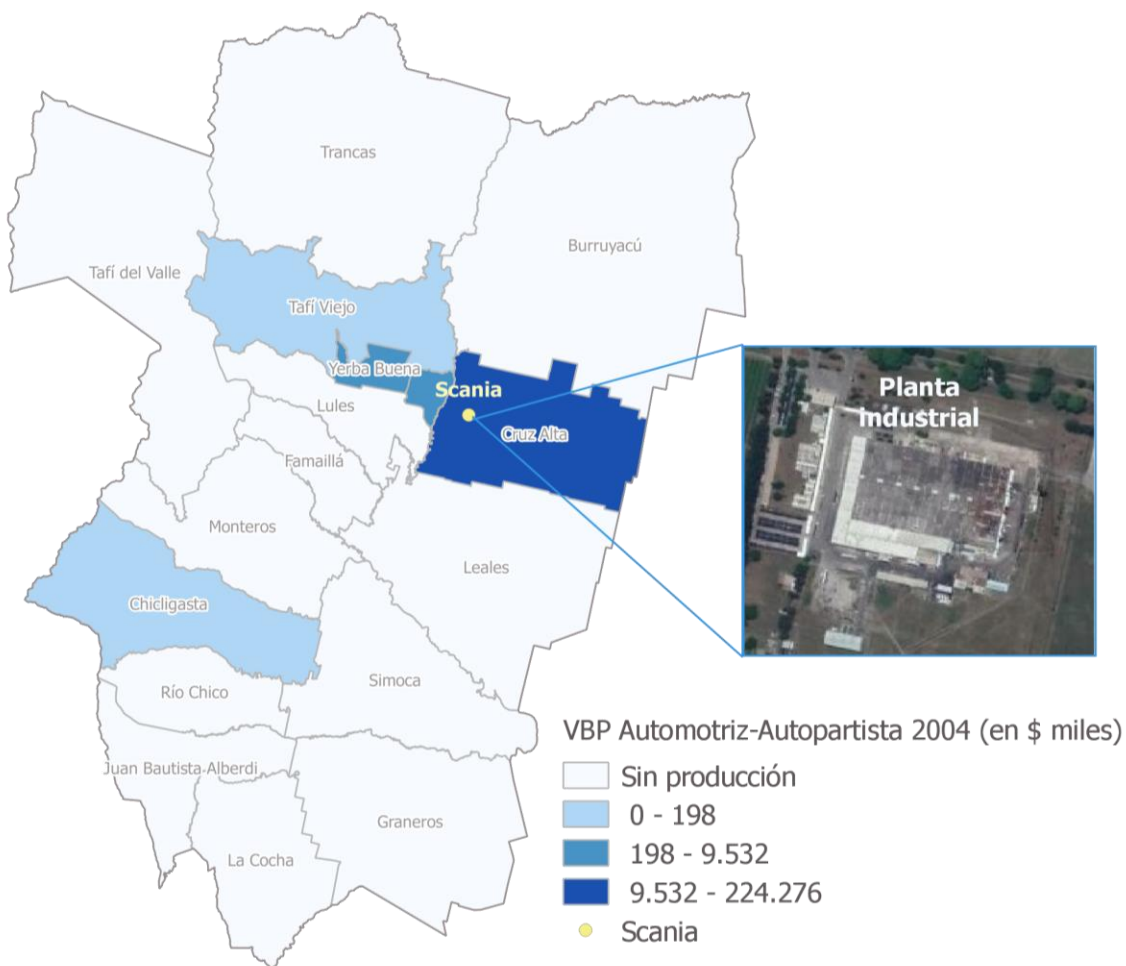 Trancas
Burruyacú
Tafí del Valle
Tafí Viejo
Yerba Buena
Scania
Lules
Cruz Alta
Famaillá
Monteros
Leales
Chicligasta
Simoca
Río Chico
Juan Bautista Alberdi
Graneros
La Cocha
Planta
industrial
VBP Automotriz-Autopartista 2004 (en $ miles)
Sin producción
0 - 198
198 - 9.532
9.532 - 224.276
Scania